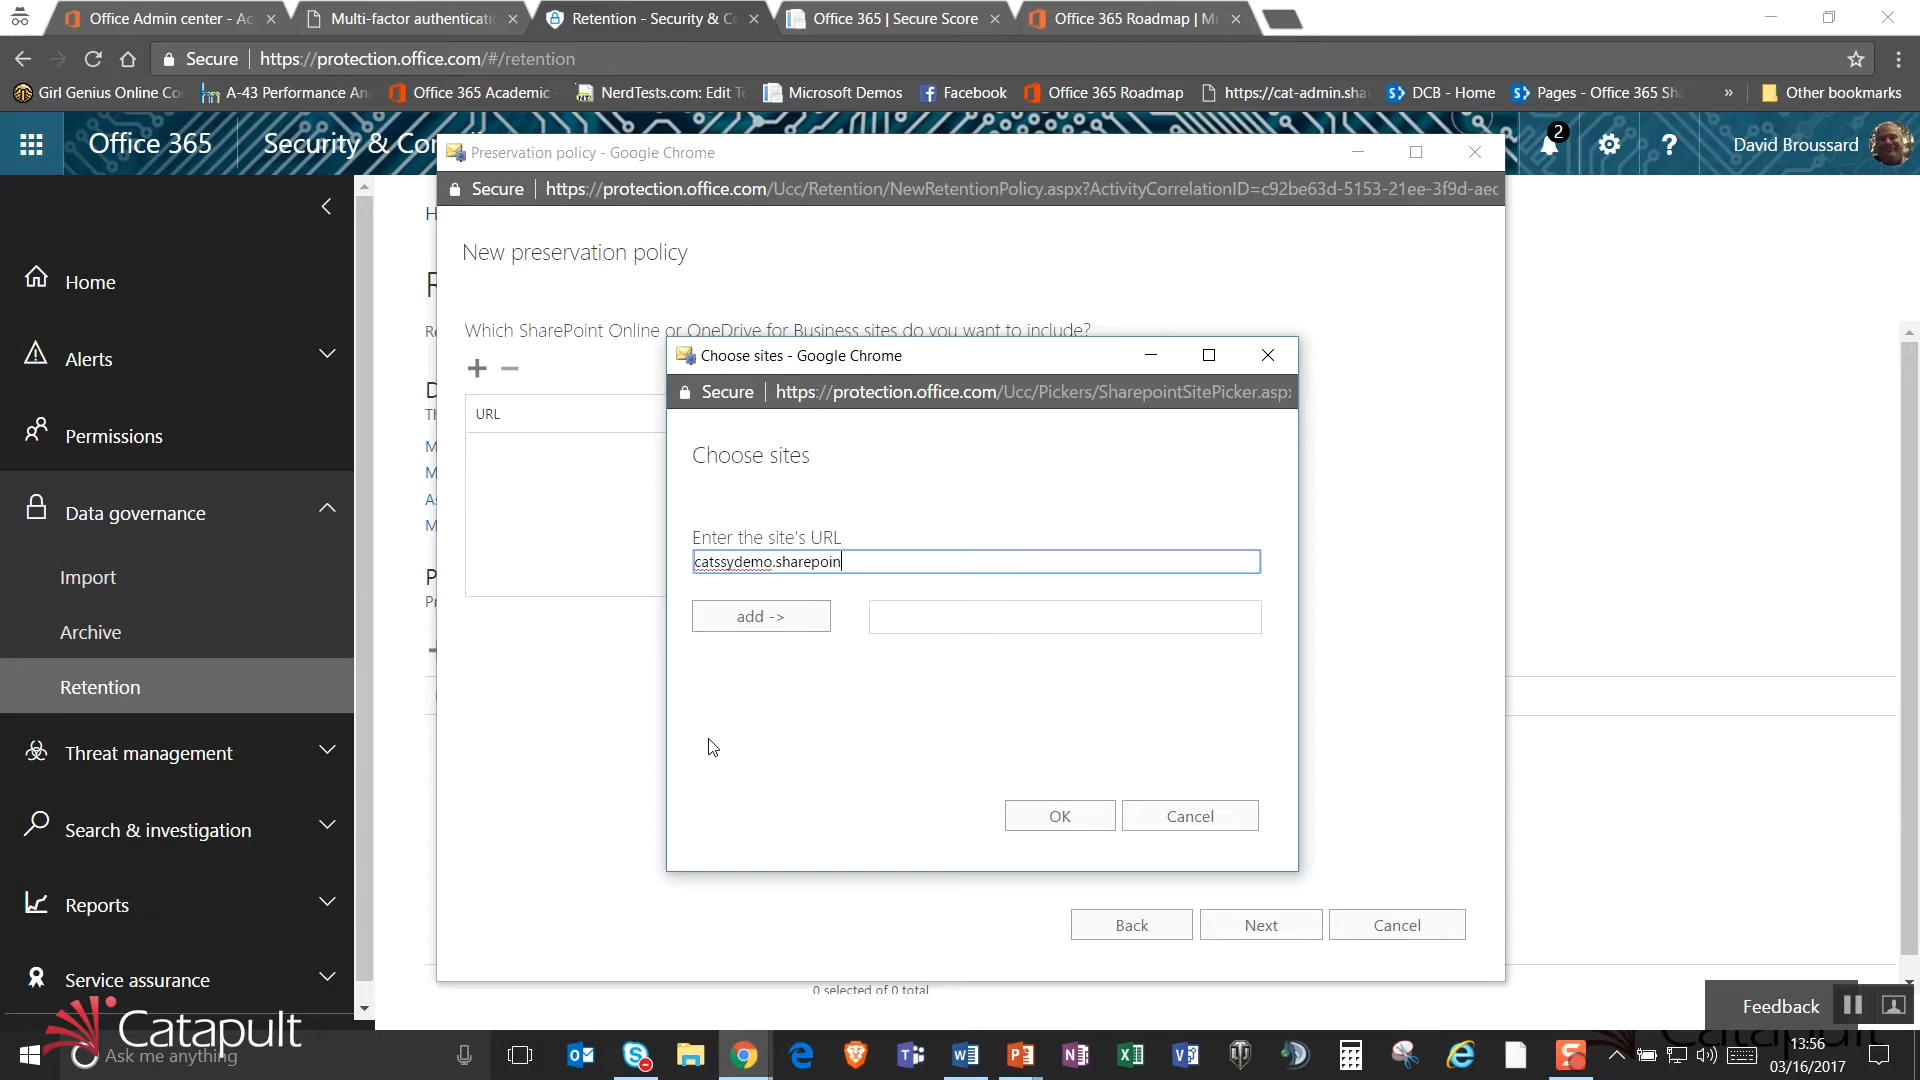 Office Admin center - Ac
Multi-factor authenticati
Retention - Security & Co
Office 365 | Secure Score
Office 365 Roadmap | M
Secure
https://protection.office.com/#/retention
Girl Genius Online Co
A-43 Performance An
Office 365 Academic
NerdTests.com: Edit Te
Microsoft Demos
Facebook
Office 365 Roadmap
https://cat-admin.sha
DCB - Home
Pages - Office 365 Sha
»
Other bookmarks
Office 365
Security & Compli
2
?
David Broussard
Preservation policy - Google Chrome
Secure
https://protection.office.com/Ucc/Retention/NewRetentionPolicy.aspx?ActivityCorrelationID=c92be63d-5153-21ee-3f9d-aec
New preservation policy
Which SharePoint Online or OneDrive for Business sites do you want to include?
URL
Choose sites - Google Chrome
Secure
https://protection.office.com/Ucc/Pickers/SharepointSitePicker.aspx
Choose sites
Enter the site's URL
catssydemo.sharepoin
add ->
OK
Cancel
Back
Next
Cancel
0 selected of 0 total
Home
Alerts
Permissions
Data governance
Import
Archive
Retention
Threat management
Search & investigation
Reports
Service assurance
Catapult
Feedback
Ask me anything
13:56
03/16/2017